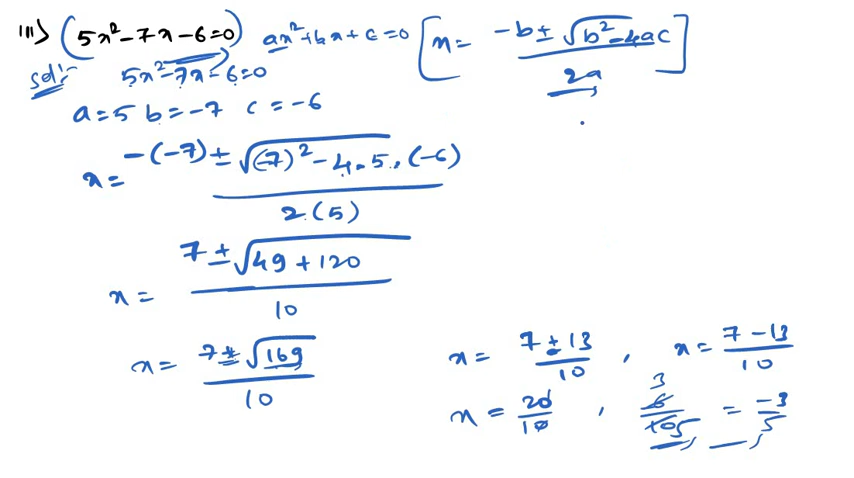 III) (5x²-7x-6=0) ax²+bx+c=0 [x= -b±√b²-4ac / 2a]
sol:- 5x²-7x-6=0
a=5 b=-7 c=-6
x= -(-7)±√(-7)²-4.5.(-6) / 2.(5)
x= 7±√49+120 / 10
x= 7±√169 / 10
x= 7±13 / 10 , x= 7-13 / 10
x= 20/10 , 6/10 3 5 = -3/5